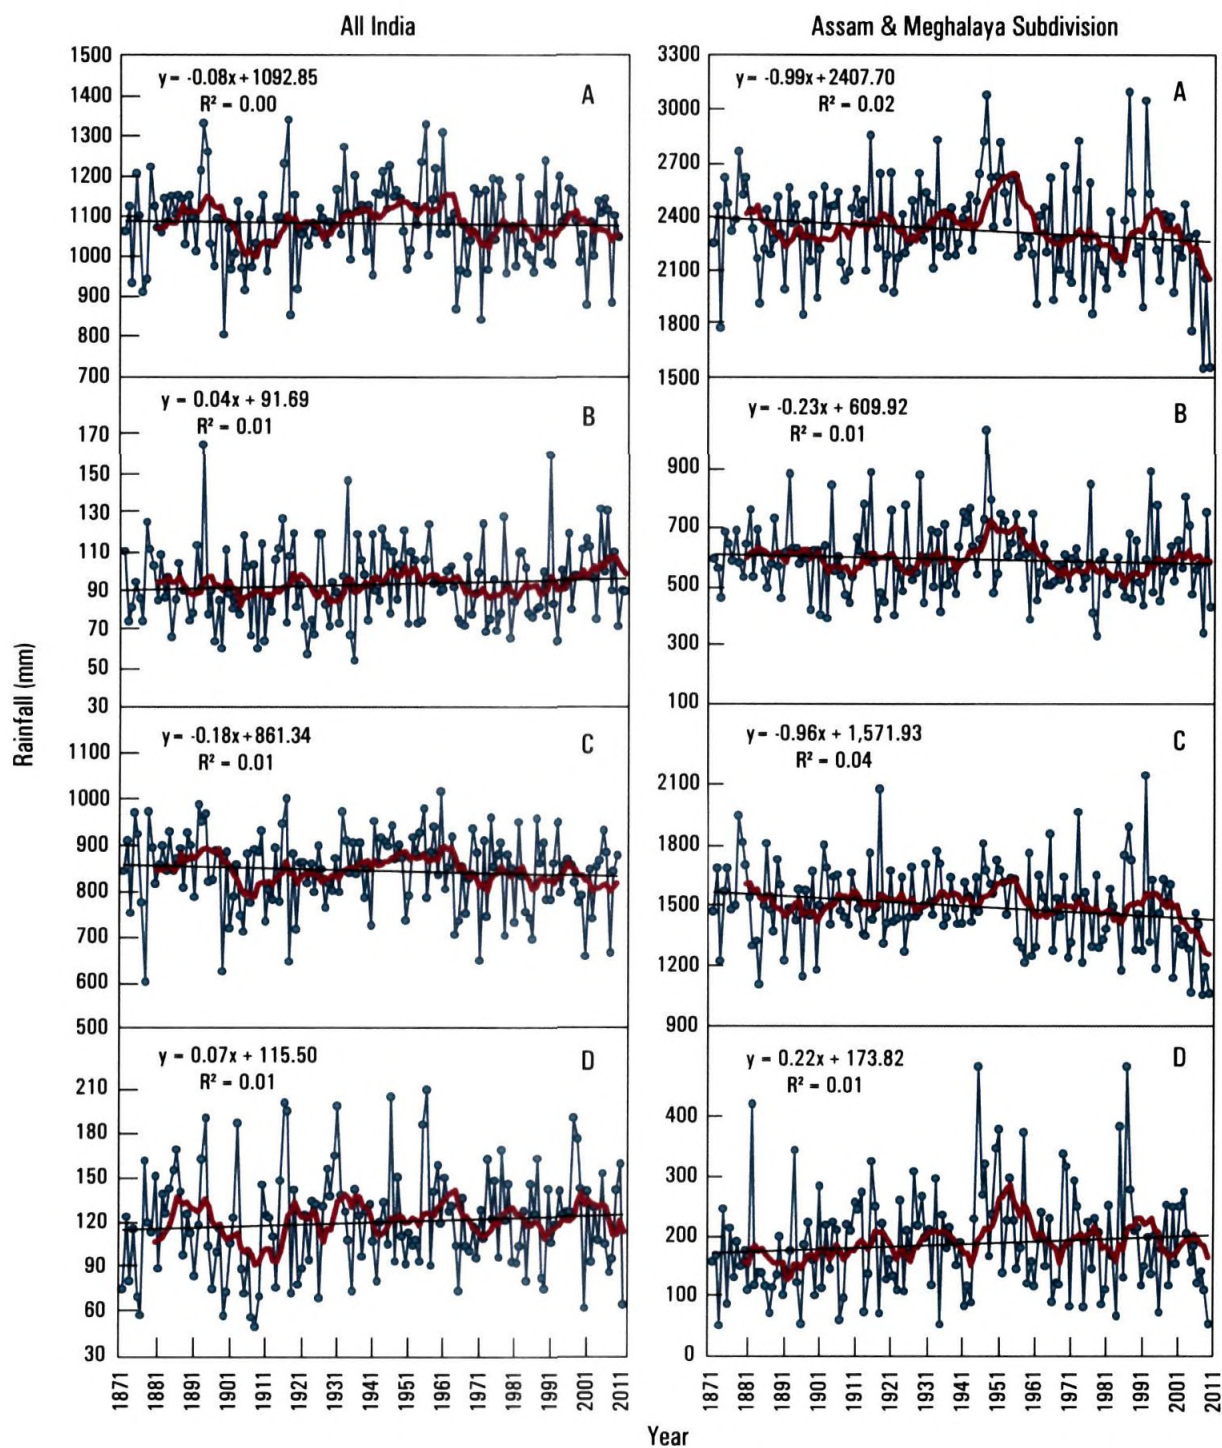 All India
Assam & Meghalaya Subdivision
Rainfall (mm)
1500
1400
1300
1200
1100
1000
900
800
700
y = -0.08x + 1092.85
R² = 0.00
A
3300
3000
2700
2400
2100
1800
1500
y = -0.99x + 2407.70
R² = 0.02
A
170
150
130
110
90
70
50
30
y = 0.04x + 91.69
R² = 0.01
B
900
700
500
300
100
y = -0.23x + 609.92
R² = 0.01
B
1100
1000
900
800
700
600
500
y = -0.18x + 861.34
R² = 0.01
C
2100
1800
1500
1200
900
y = -0.96x + 1,571.93
R² = 0.04
C
210
180
150
120
90
60
30
y = 0.07x + 115.50
R² = 0.01
D
400
300
200
100
0
y = 0.22x + 173.82
R² = 0.01
D
1871 1881 1891 1901 1911 1921 1931 1941 1951 1961 1971 1981 1991 2001 2011
1871 1881 1891 1901 1911 1921 1931 1941 1951 1961 1971 1981 1991 2001 2011
Year